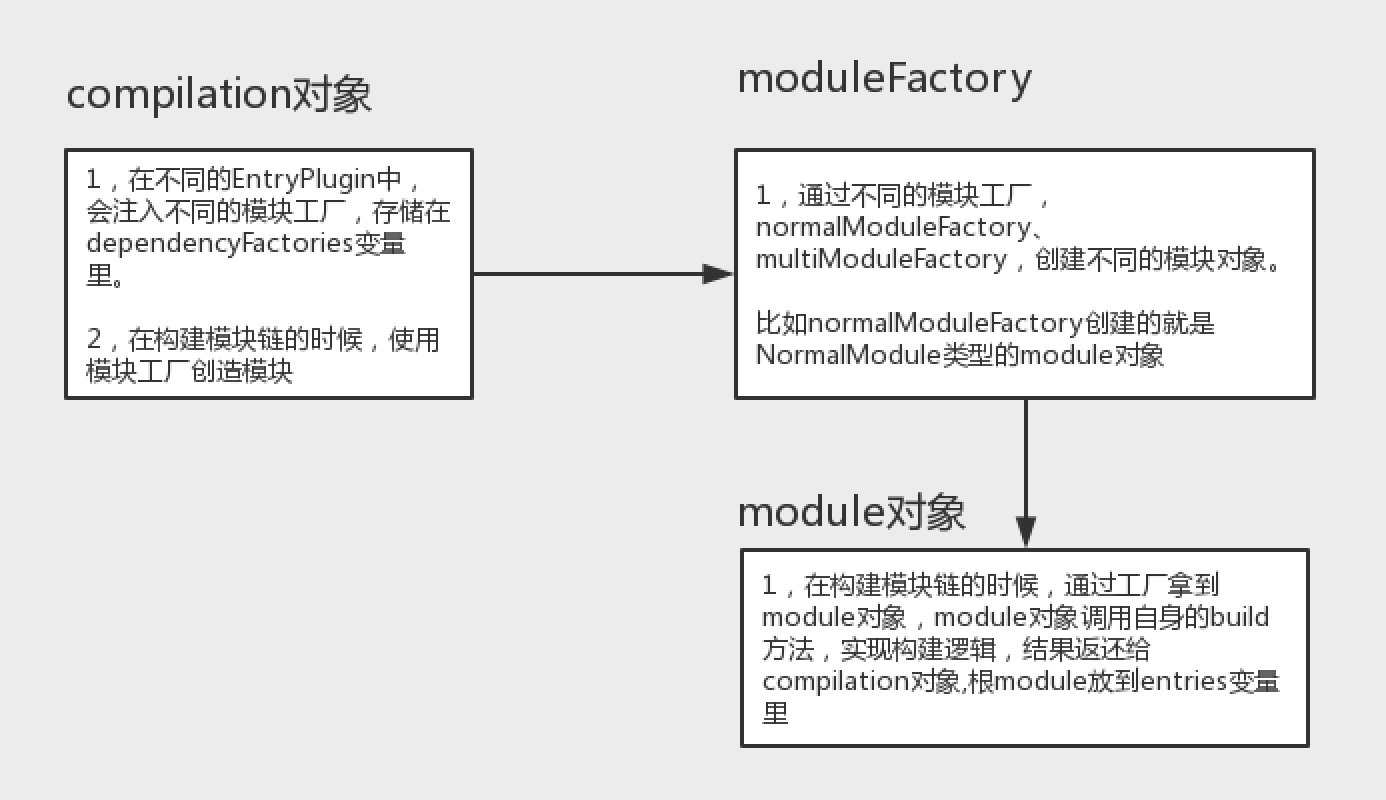 compilation对象
1，在不同的EntryPlugin中，
会注入不同的模块工厂，存储在
dependencyFactories变量
里。
2，在构建模块链的时候，使用
模块工厂创造模块
moduleFactory
1，通过不同的模块工厂，
normalModuleFactory、
multiModuleFactory，创建不同的模块对象。
比如normalModuleFactory创建的就是
NormalModule类型的module对象
module对象
1，在构建模块链的时候，通过工厂拿到
module对象，module对象调用自身的build
方法，实现构建逻辑，结果返还给
compilation对象,根module放到entries变量
里